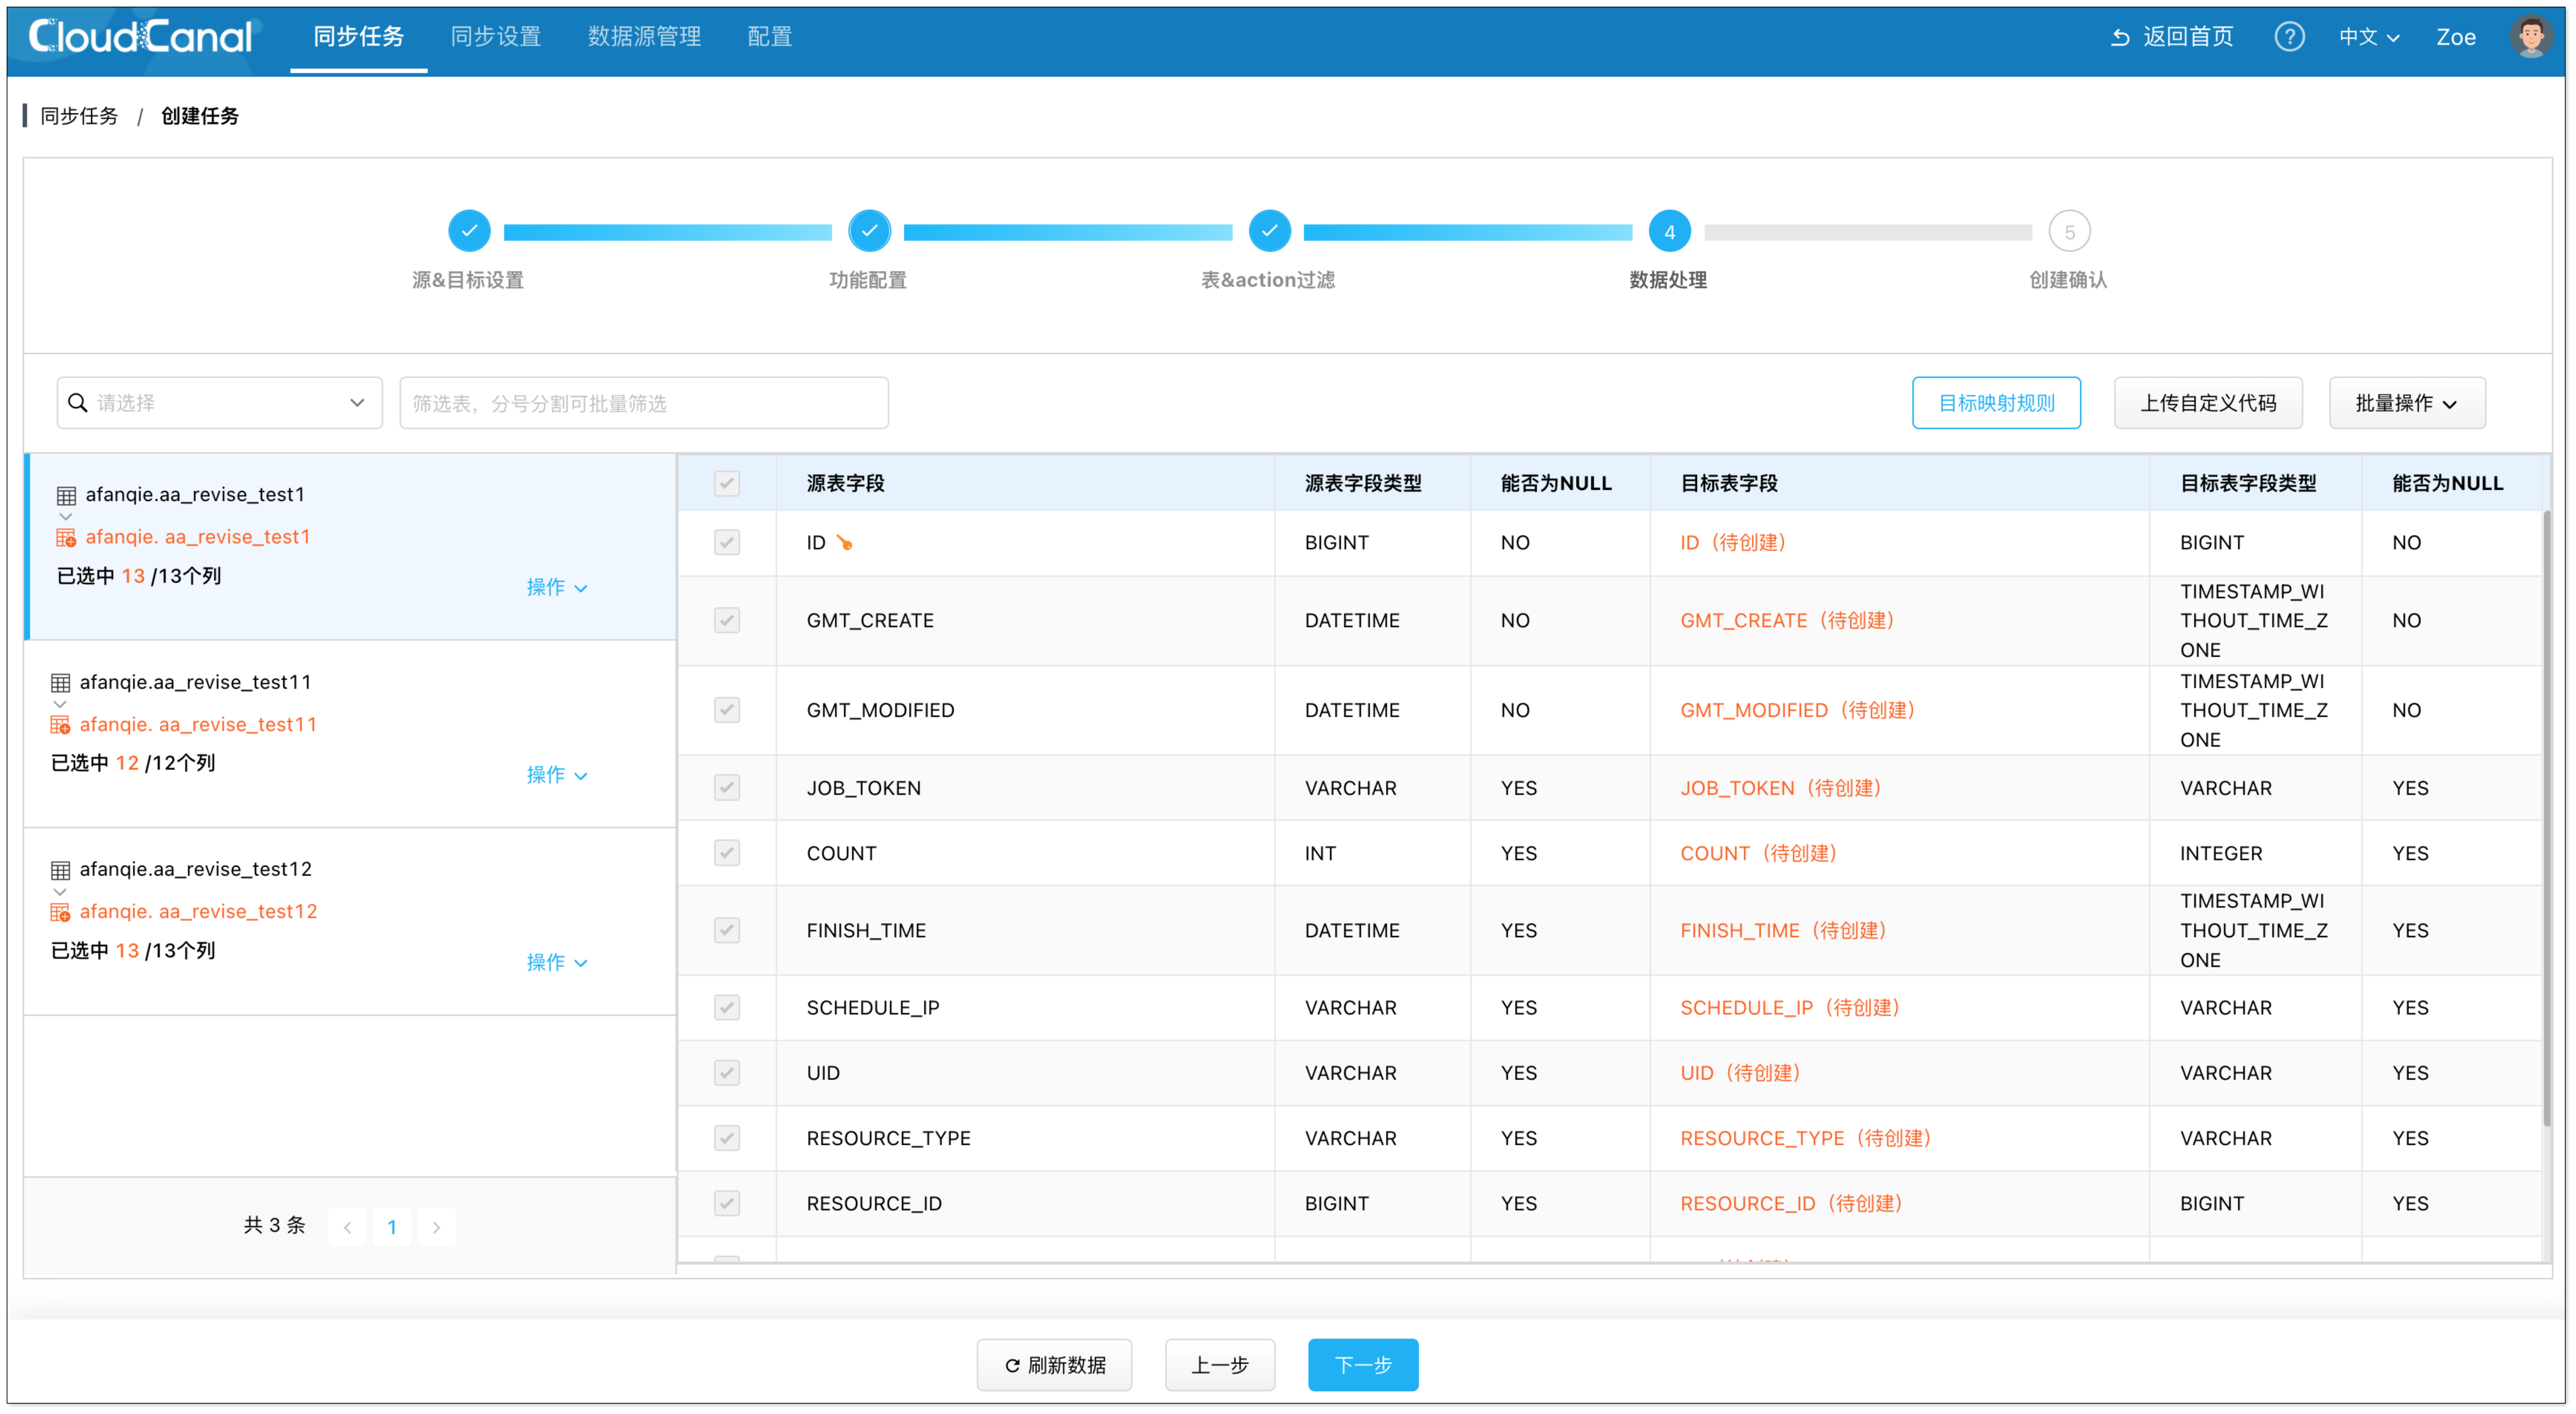 CloudCanal 同步任务 同步设置 数据源管理 配置 返回首页 ? 中文 Zoe
同步任务 / 创建任务
4 5
源&目标设置 功能配置 表&action过滤 数据处理 创建确认
请选择 筛选表，分号分割可批量筛选 目标映射规则 上传自定义代码 批量操作
afanqie.aa_revise_test1
afanqie. aa_revise_test1
已选中 13 /13个列
操作
afanqie.aa_revise_test11
afanqie. aa_revise_test11
已选中 12 /12个列
操作
afanqie.aa_revise_test12
afanqie. aa_revise_test12
已选中 13 /13个列
操作
共 3 条 < 1 >
源表字段 源表字段类型 能否为NULL 目标表字段 目标表字段类型 能否为NULL
ID BIGINT NO ID（待创建） BIGINT NO
GMT_CREATE DATETIME NO GMT_CREATE（待创建） TIMESTAMP_WI
THOUT_TIME_Z
ONE NO
GMT_MODIFIED DATETIME NO GMT_MODIFIED（待创建） TIMESTAMP_WI
THOUT_TIME_Z
ONE NO
JOB_TOKEN VARCHAR YES JOB_TOKEN（待创建） VARCHAR YES
COUNT INT YES COUNT（待创建） INTEGER YES
FINISH_TIME DATETIME YES FINISH_TIME（待创建） TIMESTAMP_WI
THOUT_TIME_Z
ONE YES
SCHEDULE_IP VARCHAR YES SCHEDULE_IP（待创建） VARCHAR YES
UID VARCHAR YES UID（待创建） VARCHAR YES
RESOURCE_TYPE VARCHAR YES RESOURCE_TYPE（待创建） VARCHAR YES
RESOURCE_ID BIGINT YES RESOURCE_ID（待创建） BIGINT YES
刷新数据 上一步 下一步